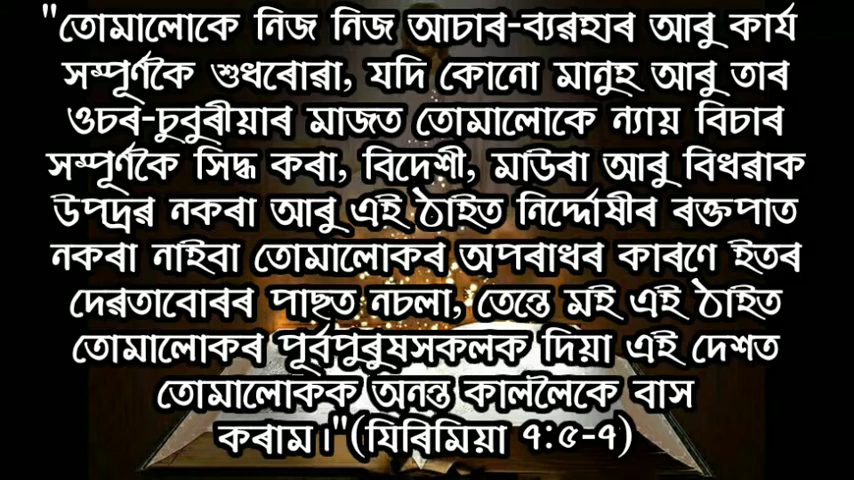 "তোমালোকে নিজ নিজ আচাৰ-ব্যৱহাৰ আৰু কাৰ্য
সম্পূৰ্ণকৈ শুধৰোৱা, যদি কোনো মানুহ আৰু তাৰ
ওচৰ-চুবুৰীয়াৰ মাজত তোমালোকে ন্যায় বিচাৰ
সম্পূৰ্ণকৈ সিদ্ধ কৰা, বিদেশী, মাউৰা আৰু বিধৱাক
উপদ্ৰৱ নকৰা আৰু এই ঠাইত নিৰ্দ্দোষীৰ ৰক্তপাত
নকৰা নাইবা তোমালোকৰ অপৰাধৰ কাৰণে ইতৰ
দেৱতাবোৰৰ পাছত নচলা, তেন্তে মই এই ঠাইত
তোমালোকৰ পূৰ্বপুৰুষসকলক দিয়া এই দেশত
তোমালোকক অনন্ত কাললৈকে বাস
কৰাম।"(যিৰিমিয়া ৭:৫-৭)